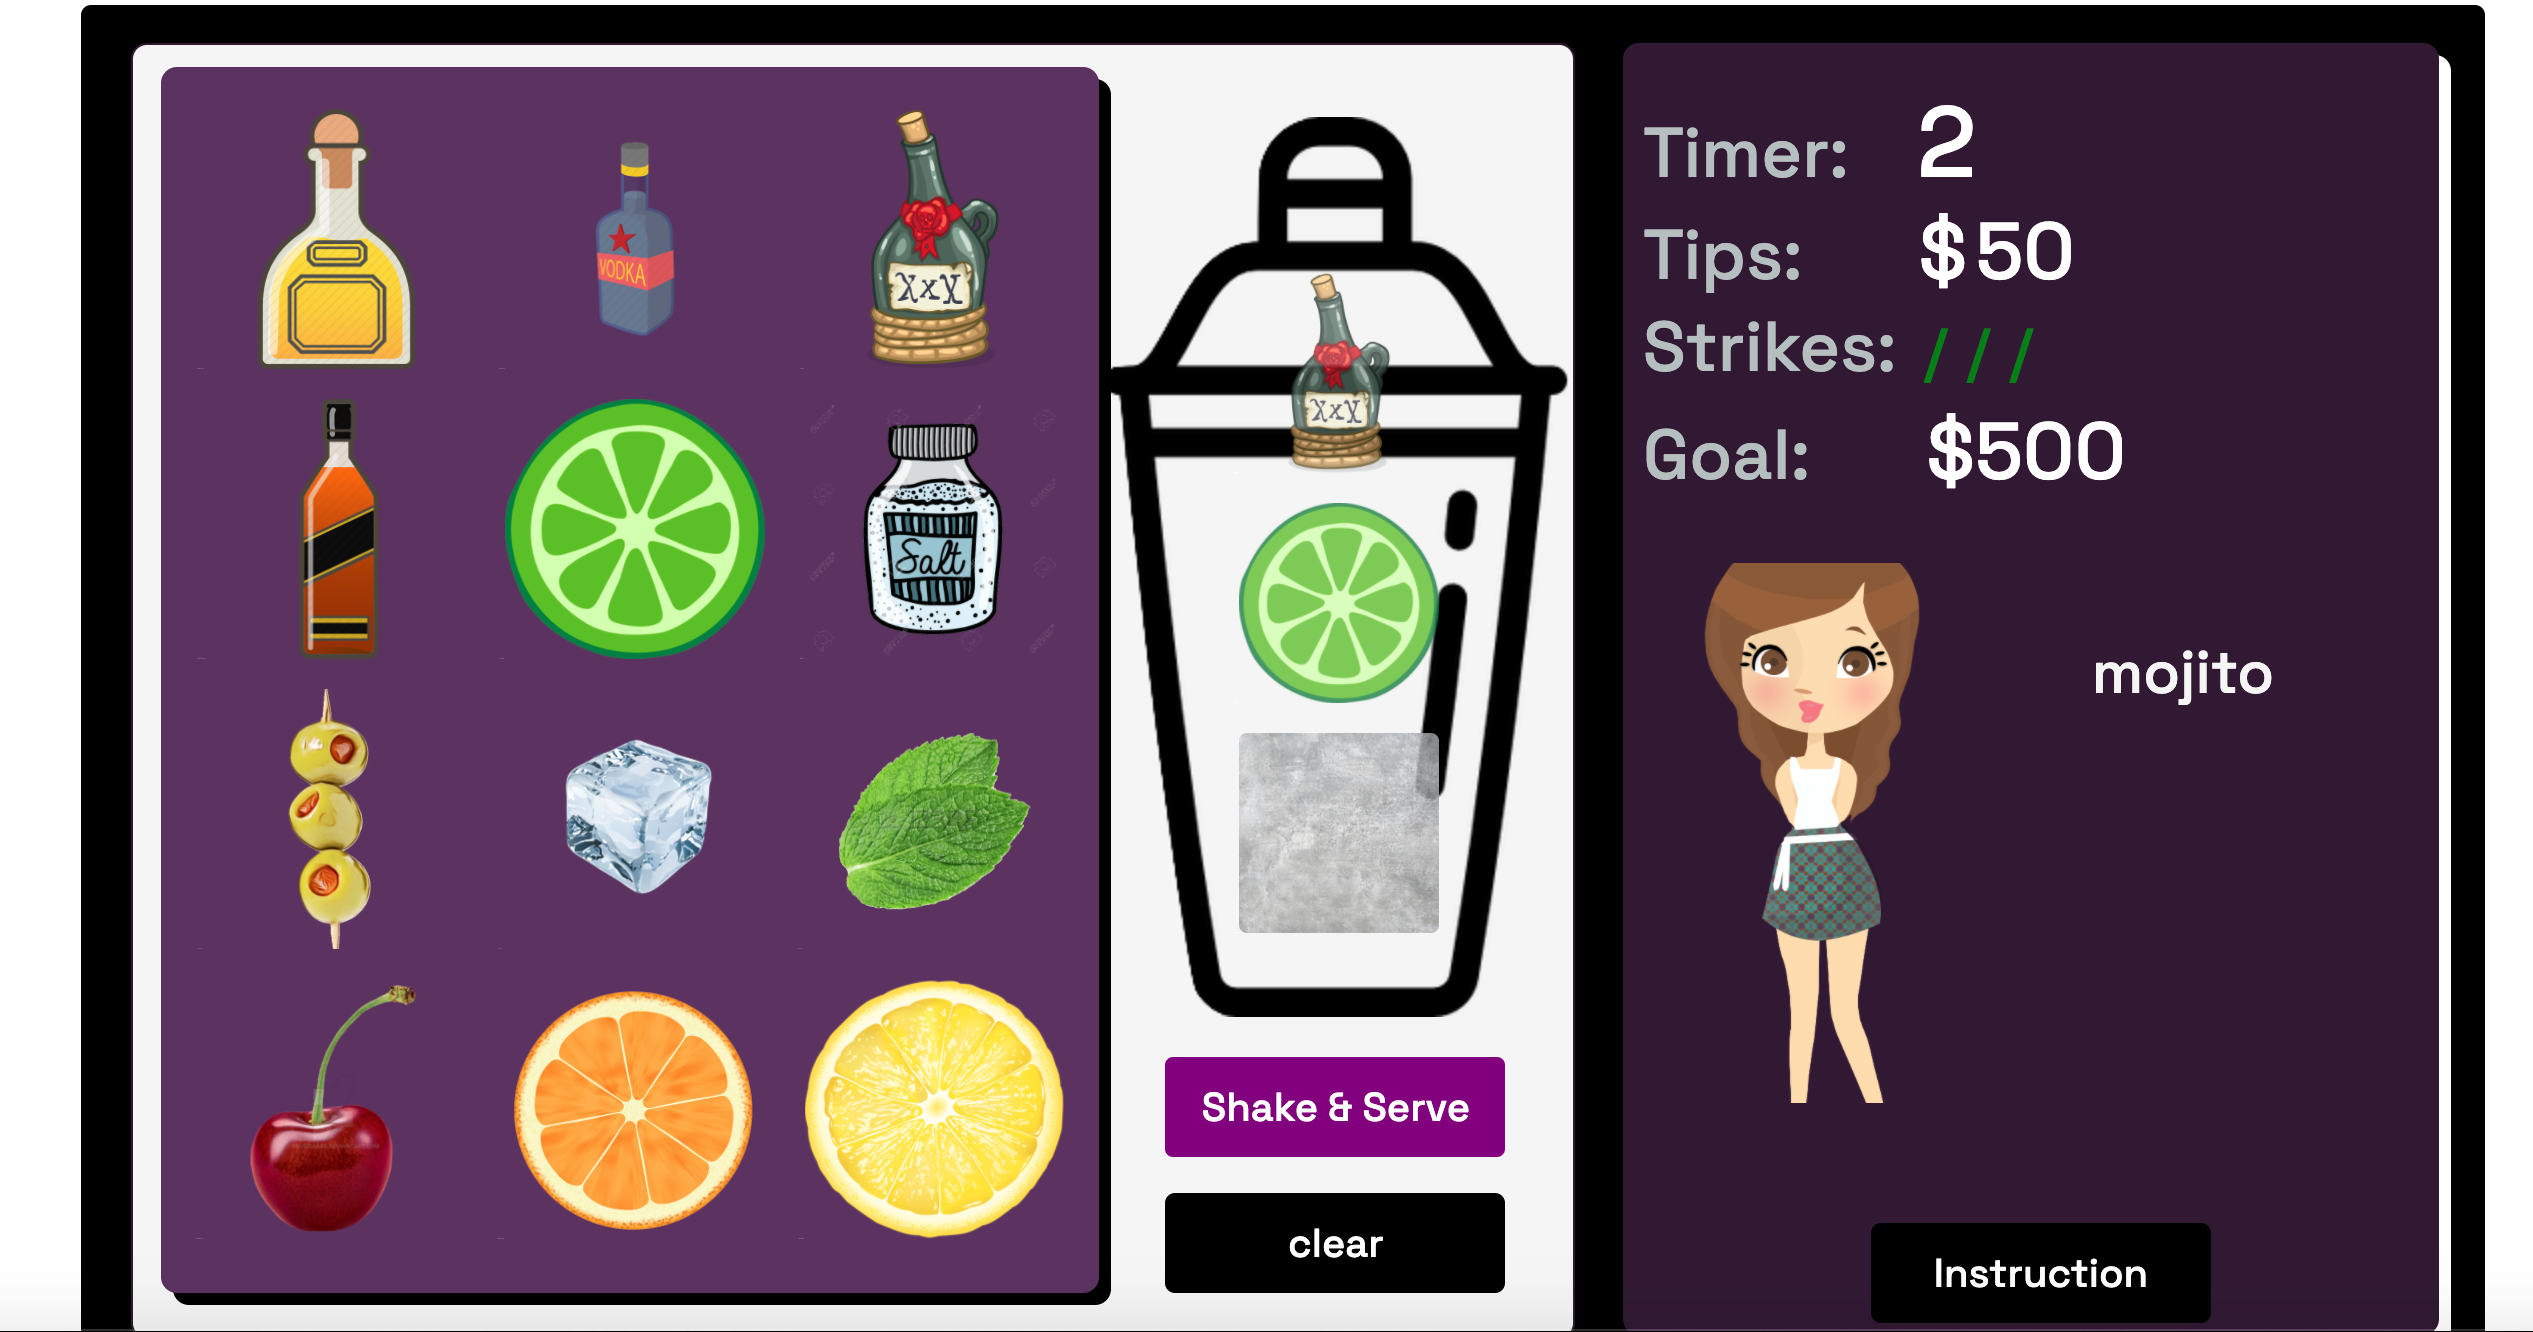 VODKA
XxX
Salt
XxX
Shake & Serve
clear
Timer: 2
Tips: $50
Strikes: / / /
Goal: $500
mojito
Instruction